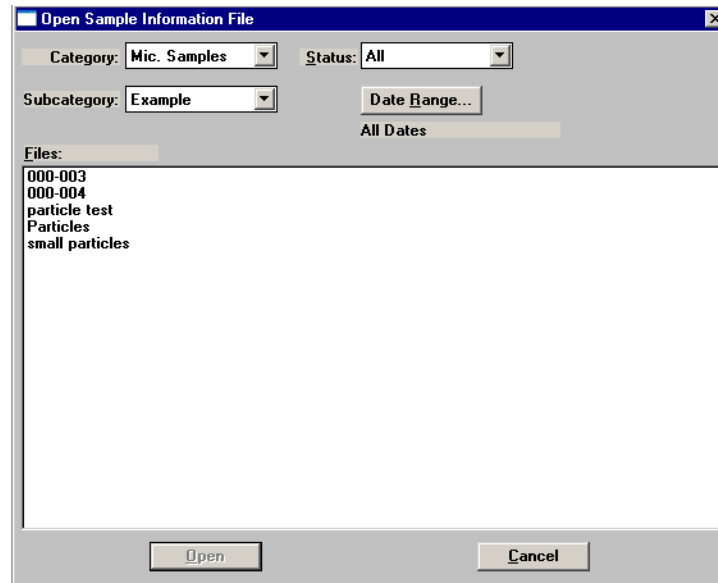 Open Sample Information File
Category: Mic. Samples Status: All
Subcategory: Example Date Range...
All Dates
Files:
000-003
000-004
particle test
Particles
small particles
Open Cancel